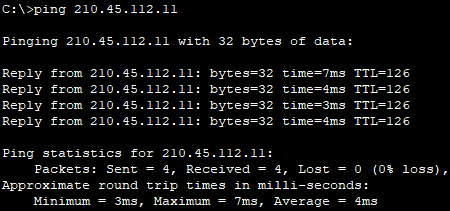 C:\>ping 210.45.112.11
Pinging 210.45.112.11 with 32 bytes of data:
Reply from 210.45.112.11: bytes=32 time=7ms TTL=126
Reply from 210.45.112.11: bytes=32 time=4ms TTL=126
Reply from 210.45.112.11: bytes=32 time=3ms TTL=126
Reply from 210.45.112.11: bytes=32 time=4ms TTL=126
Ping statistics for 210.45.112.11:
    Packets: Sent = 4, Received = 4, Lost = 0 (0% loss),
Approximate round trip times in milli-seconds:
    Minimum = 3ms, Maximum = 7ms, Average = 4ms